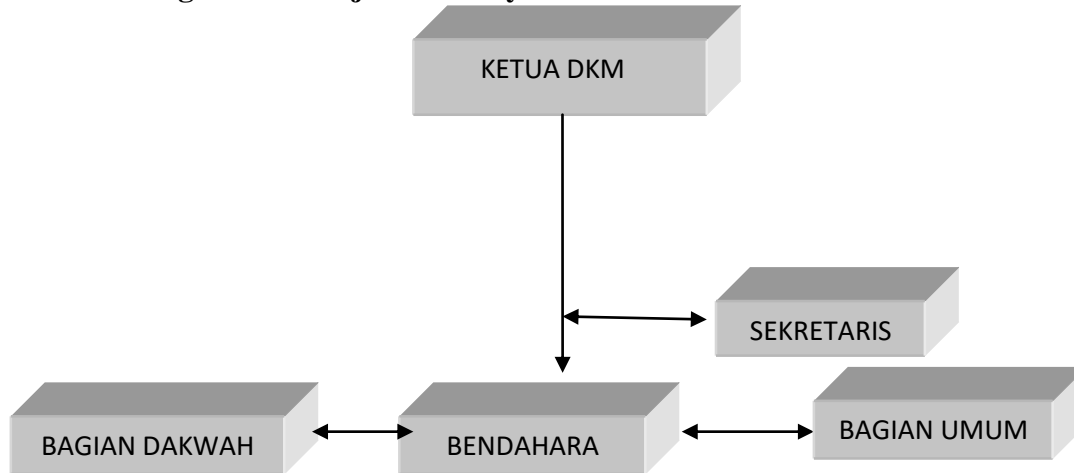 KETUA DKM
SEKRETARIS
BAGIAN DAKWAH
BENDAHARA
BAGIAN UMUM